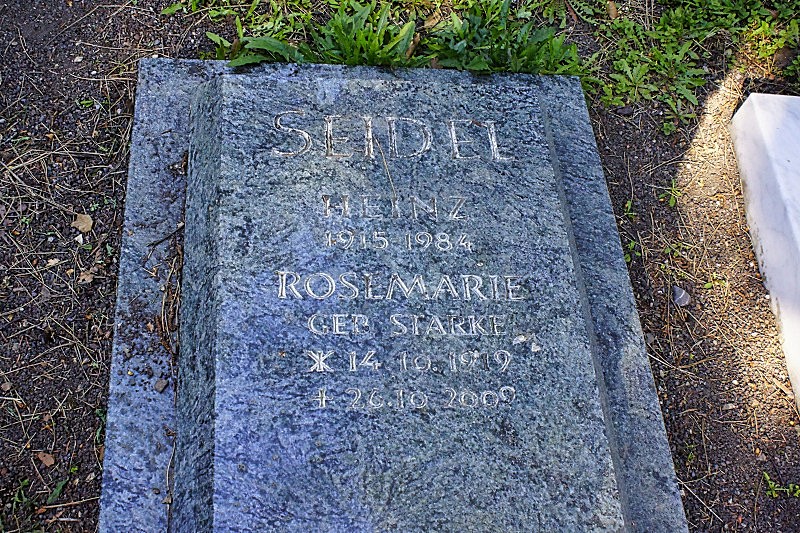 SEIDEL
HEINZ
1915-1984
ROSEMARIE
GEB. STARKE
* 14.10.1919
+ 26.10.2009